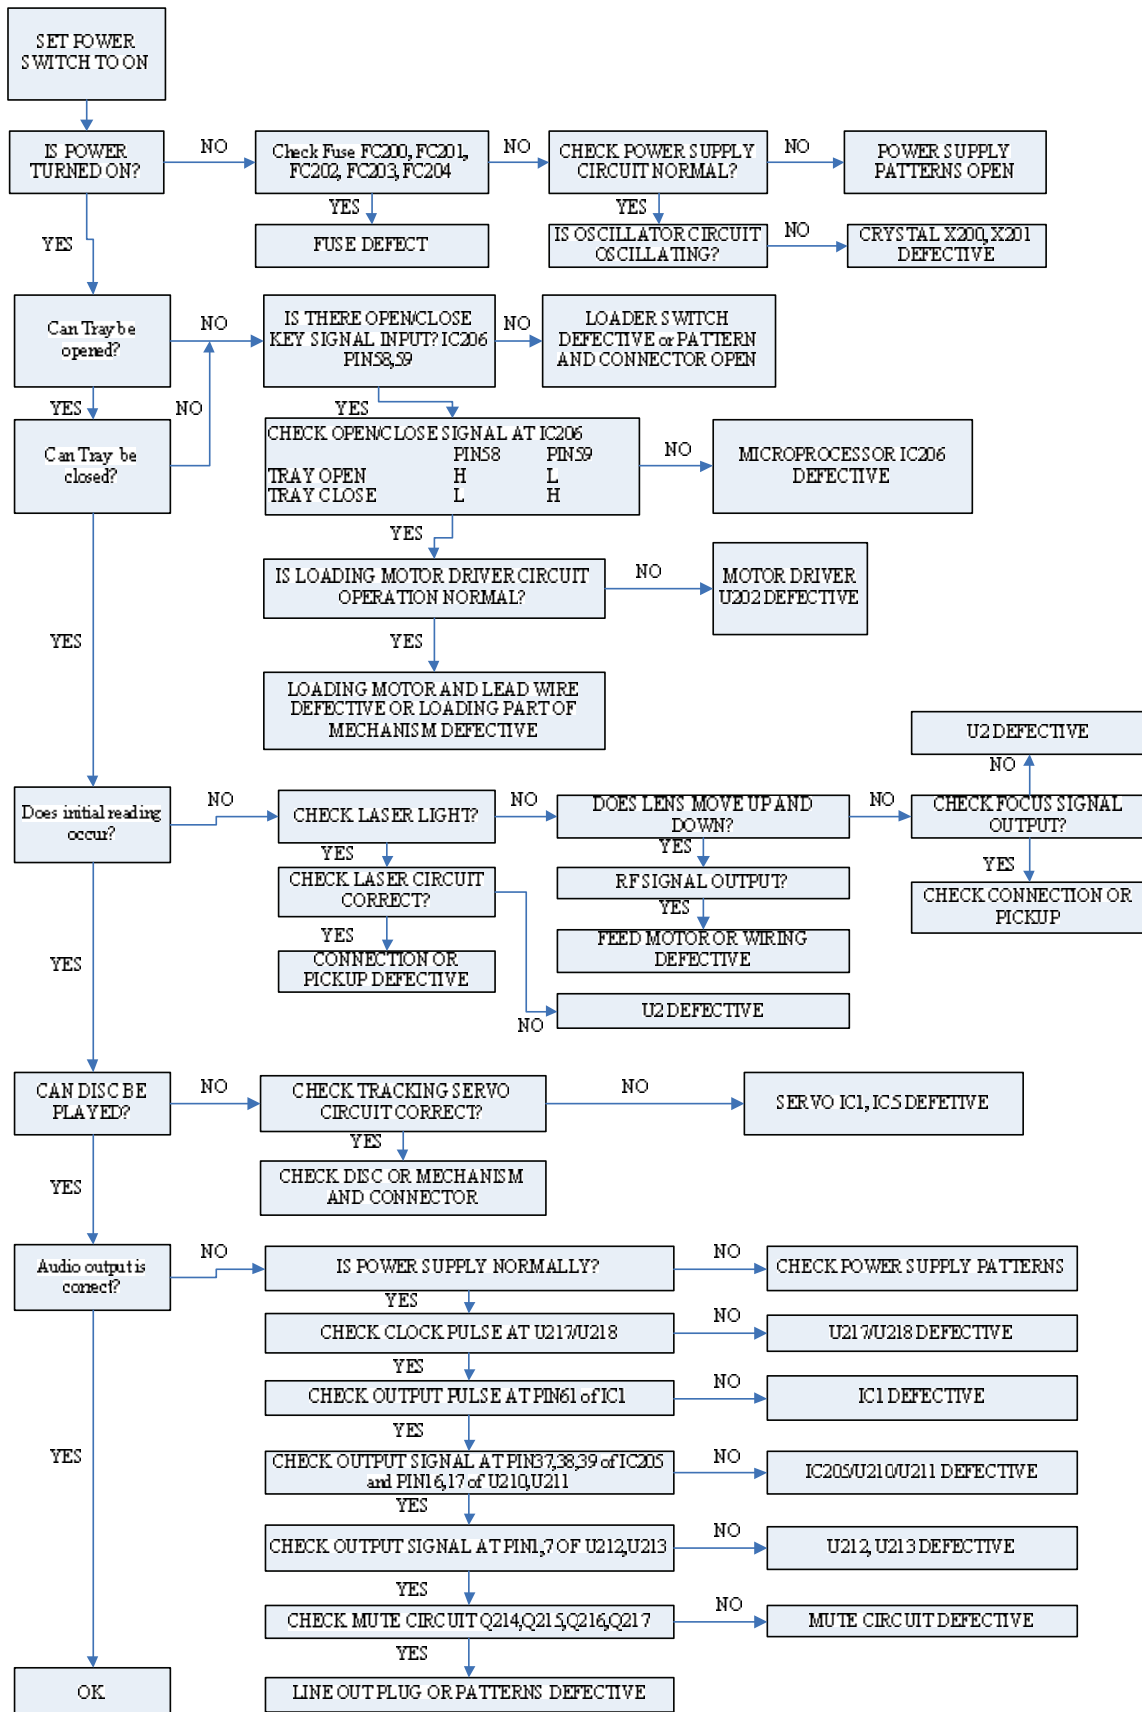 SET POWER
SWITCH TO ON
IS POWER
TURNED ON?
NO
Check Fuse FC200, FC201,
FC202, FC203, FC204
NO
CHECK POWER SUPPLY
CIRCUIT NORMAL?
NO
POWER SUPPLY
PATTERNS OPEN
YES
YES
YES
FUSE DEFECT
IS OSCILLATOR CIRCUIT
OSCILLATING?
NO
CRYSTAL X200, X201
DEFECTIVE
Can Tray be
opened?
NO
IS THERE OPEN/CLOSE
KEY SIGNAL INPUT? IC206
PIN58,59
NO
LOADER SWITCH
DEFECTIVE or PATTERN
AND CONNECTOR OPEN
YES
NO
YES
Can Tray be
closed?
CHECK OPEN/CLOSE SIGNAL AT IC206
PIN58 PIN59
TRAY OPEN H L
TRAY CLOSE L H
NO
MICROPROCESSOR IC206
DEFECTIVE
YES
IS LOADING MOTOR DRIVER CIRCUIT
OPERATION NORMAL?
NO
MOTOR DRIVER
U202 DEFECTIVE
YES
YES
LOADING MOTOR AND LEAD WIRE
DEFECTIVE OR LOADING PART OF
MECHANISM DEFECTIVE
U2 DEFECTIVE
NO
Does initial reading
occur?
NO
CHECK LASER LIGHT?
NO
DOES LENS MOVE UP AND
DOWN?
NO
CHECK FOCUS SIGNAL
OUTPUT?
YES
YES
YES
CHECK LASER CIRCUIT
CORRECT?
RF SIGNAL OUTPUT?
CHECK CONNECTION OR
PICKUP
YES
YES
FEED MOTOR OR WIRING
DEFECTIVE
CONNECTION OR
PICKUP DEFECTIVE
YES
NO
U2 DEFECTIVE
CAN DISC BE
PLAYED?
NO
CHECK TRACKING SERVO
CIRCUIT CORRECT?
NO
SERVO IC1, IC5 DEFETIVE
YES
CHECK DISC OR MECHANISM
AND CONNECTOR
YES
Audio output is
correct?
NO
IS POWER SUPPLY NORMALLY?
NO
CHECK POWER SUPPLY PATTERNS
YES
CHECK CLOCK PULSE AT U217/U218
NO
U217/U218 DEFECTIVE
YES
CHECK OUTPUT PULSE AT PIN61 of IC1
NO
IC1 DEFECTIVE
YES
YES
CHECK OUTPUT SIGNAL AT PIN37,38,39 of IC205
and PIN16,17 of U210,U211
NO
IC205/U210/U211 DEFECTIVE
YES
CHECK OUTPUT SIGNAL AT PIN1,7 OF U212,U213
NO
U212, U213 DEFECTIVE
YES
CHECK MUTE CIRCUIT Q214,Q215,Q216,Q217
NO
MUTE CIRCUIT DEFECTIVE
YES
OK
LINE OUT PLUG OR PATTERNS DEFECTIVE